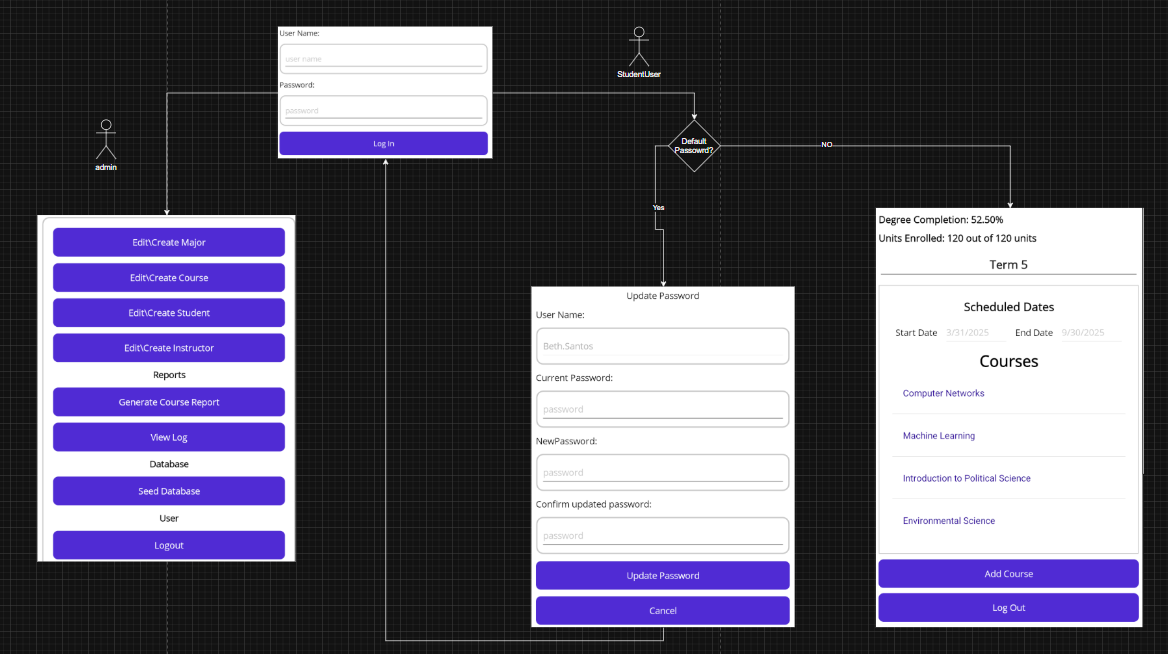 User Name:
user name
Password:
password
Log In
StudentUser
admin
Default
Passowrd?
NO
Yes
Edit\Create Major
Edit\Create Course
Edit\Create Student
Edit\Create Instructor
Reports
Generate Course Report
View Log
Database
Seed Database
User
Logout
Update Password
User Name:
Beth.Santos
Current Password:
password
NewPassword:
password
Confirm updated password:
password
Update Password
Cancel
Degree Completion: 52.50%
Units Enrolled: 120 out of 120 units
Term 5
Scheduled Dates
Start Date 3/31/2025 End Date 9/30/2025
Courses
Computer Networks
Machine Learning
Introduction to Political Science
Environmental Science
Add Course
Log Out